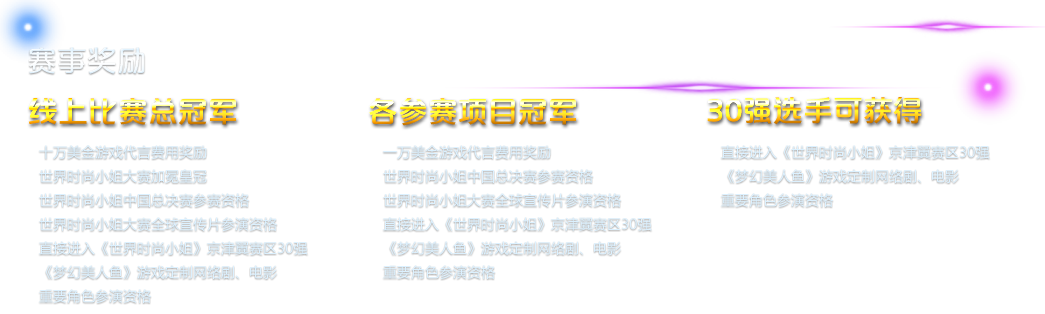 赛事奖励
线上比赛总冠军
十万美金游戏代言费用奖励
世界时尚小姐大赛加冕皇冠
世界时尚小姐中国总决赛参赛资格
世界时尚小姐大赛全球宣传片参演资格
直接进入《世界时尚小姐》京津冀赛区30强
《梦幻美人鱼》游戏定制网络剧、电影
重要角色参演资格
各参赛项目冠军
一万美金游戏代言费用奖励
世界时尚小姐中国总决赛参赛资格
世界时尚小姐大赛全球宣传片参演资格
直接进入《世界时尚小姐》京津冀赛区30强
《梦幻美人鱼》游戏定制网络剧、电影
重要角色参演资格
30强选手可获得
直接进入《世界时尚小姐》京津冀赛区30强
《梦幻美人鱼》游戏定制网络剧、电影
重要角色参演资格